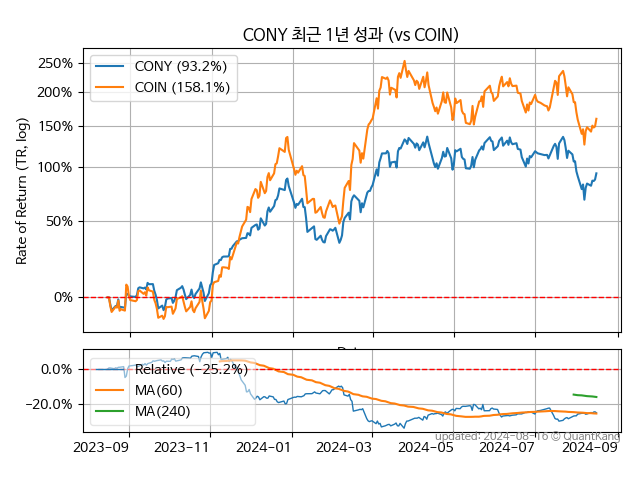 CONY 최근 1년 성과 (vs COIN)
Rate of Return (TR, log)
250%
200%
150%
100%
50%
0%
CONY (93.2%)
COIN (158.1%)
0.0%
−20.0%
Relative (−25.2%)
MA(60)
MA(240)
2023−09
2023−11
2024−01
2024−03
2024−05
2024−07
2024−09
updated: 2024−08−16 © QuantKang